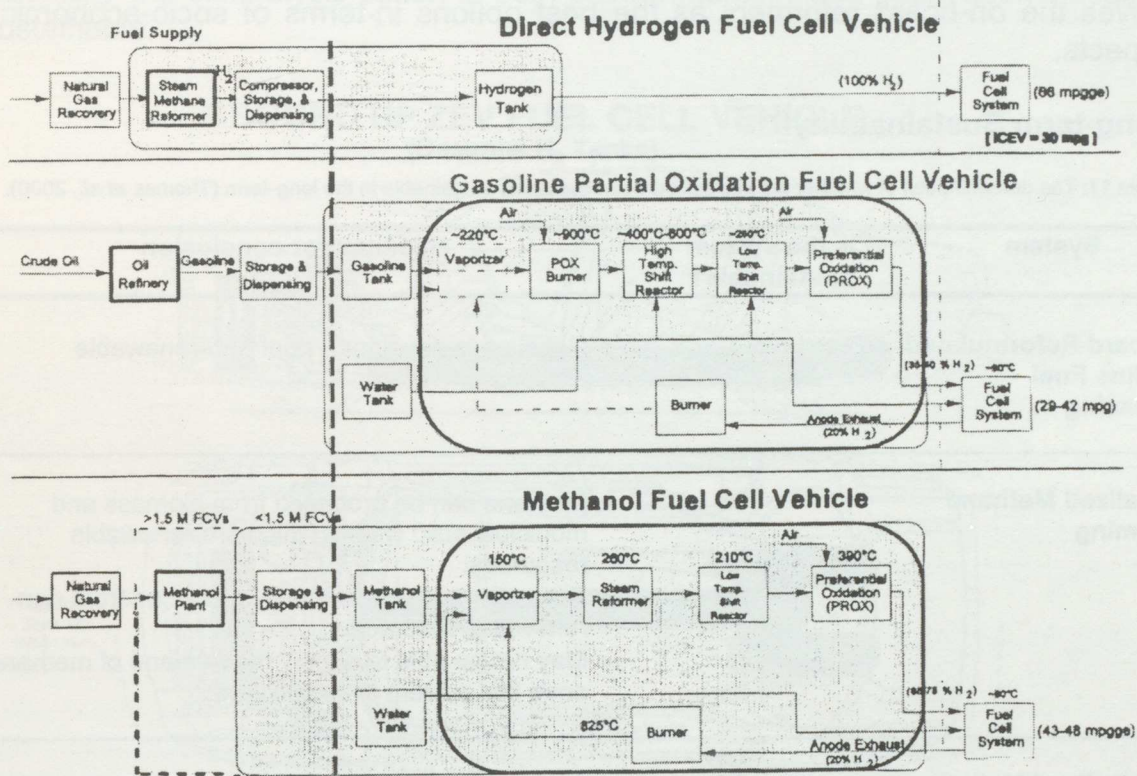 Direct Hydrogen Fuel Cell Vehicle
Fuel Supply
Natural
Gas
Recovery
Steam
Methane
Reformer
H2
Compressor,
Storage, &
Dispensing
Hydrogen
Tank
(100% H2)
Fuel
Cell
System
(66 mpgge)
[ ICEV = 30 mpg ]
Gasoline Partial Oxidation Fuel Cell Vehicle
Crude Oil
Oil
Refinery
Gasoline
Storage &
Dispensing
Gasoline
Tank
Air
~220°C
Vaporizer
~900°C
POX
Burner
High
Temp.
Shift
Reactor
Low
Temp.
Shift
Reactor
Air
Preferential
Oxidation
(PROX)
Water
Tank
Burner
Anode Exhaust
(20% H2)
~80°C
Fuel
Cell
System
(29-42 mpg)
Methanol Fuel Cell Vehicle
>1.5 M FCVs
<1.5 M FCVs
Natural
Gas
Recovery
Methanol
Plant
Storage
& Dispensing
Methanol
Tank
150°C
Vaporizer
260°C
Steam
Reformer
210°C
Low
Temp.
Shift
Reactor
Air
390°C
Preferential
Oxidation
(PROX)
Water
Tank
825°C
Burner
Anode Exhaust
(20% H2)
~80°C
Fuel
Cell
System
(43-48 mpgge)